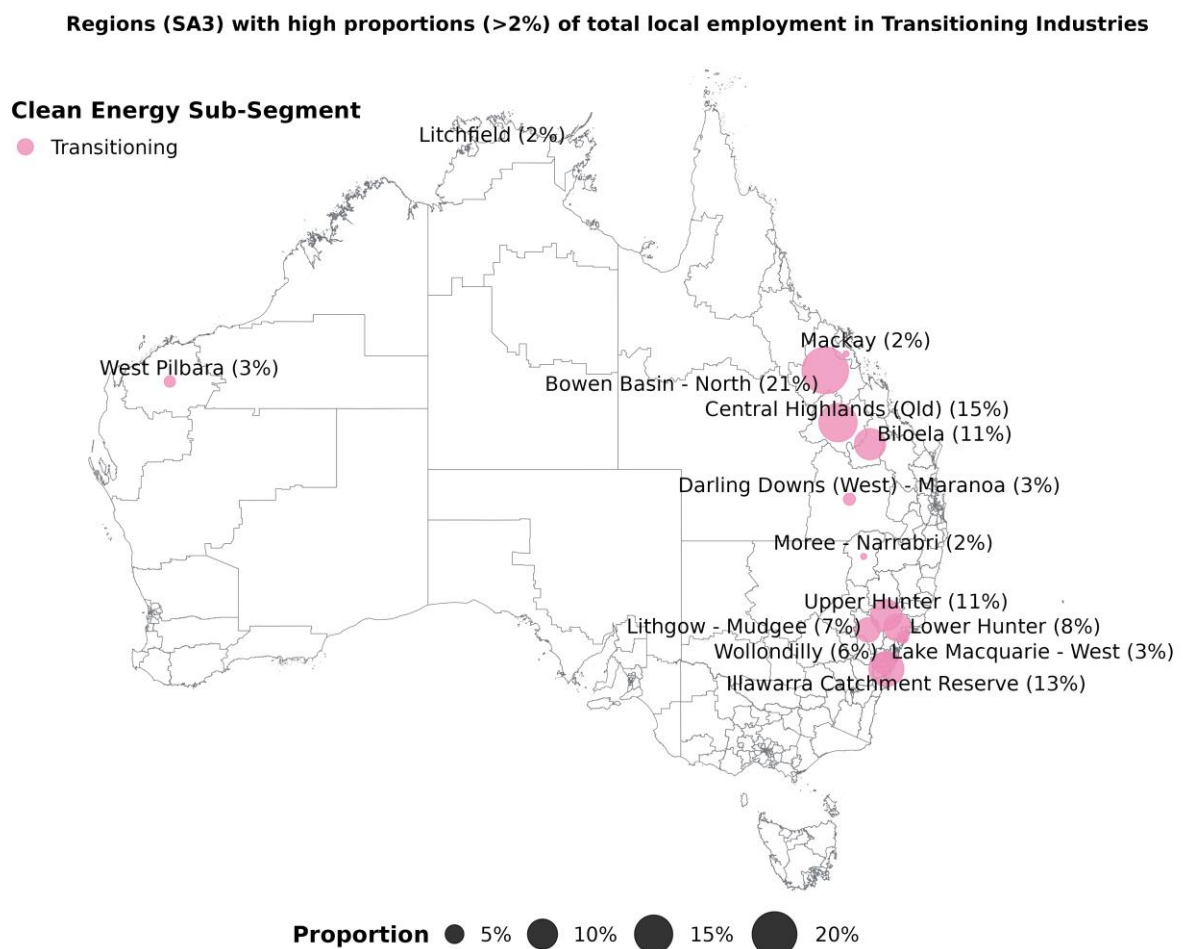 Regions (SA3) with high proportions (>2%) of total local employment in Transitioning Industries
Clean Energy Sub-Segment
Transitioning
Litchfield (2%)
West Pilbara (3%)
Mackay (2%)
Bowen Basin - North (21%)
Central Highlands (Qld) (15%)
Biloela (11%)
Darling Downs (West) - Maranoa (3%)
Moree - Narrabri (2%)
Upper Hunter (11%)
Lithgow - Mudgee (7%)
Lower Hunter (8%)
Wollondilly (6%)
Lake Macquarie - West (3%)
Illawarra Catchment Reserve (13%)
Proportion 5% 10% 15% 20%